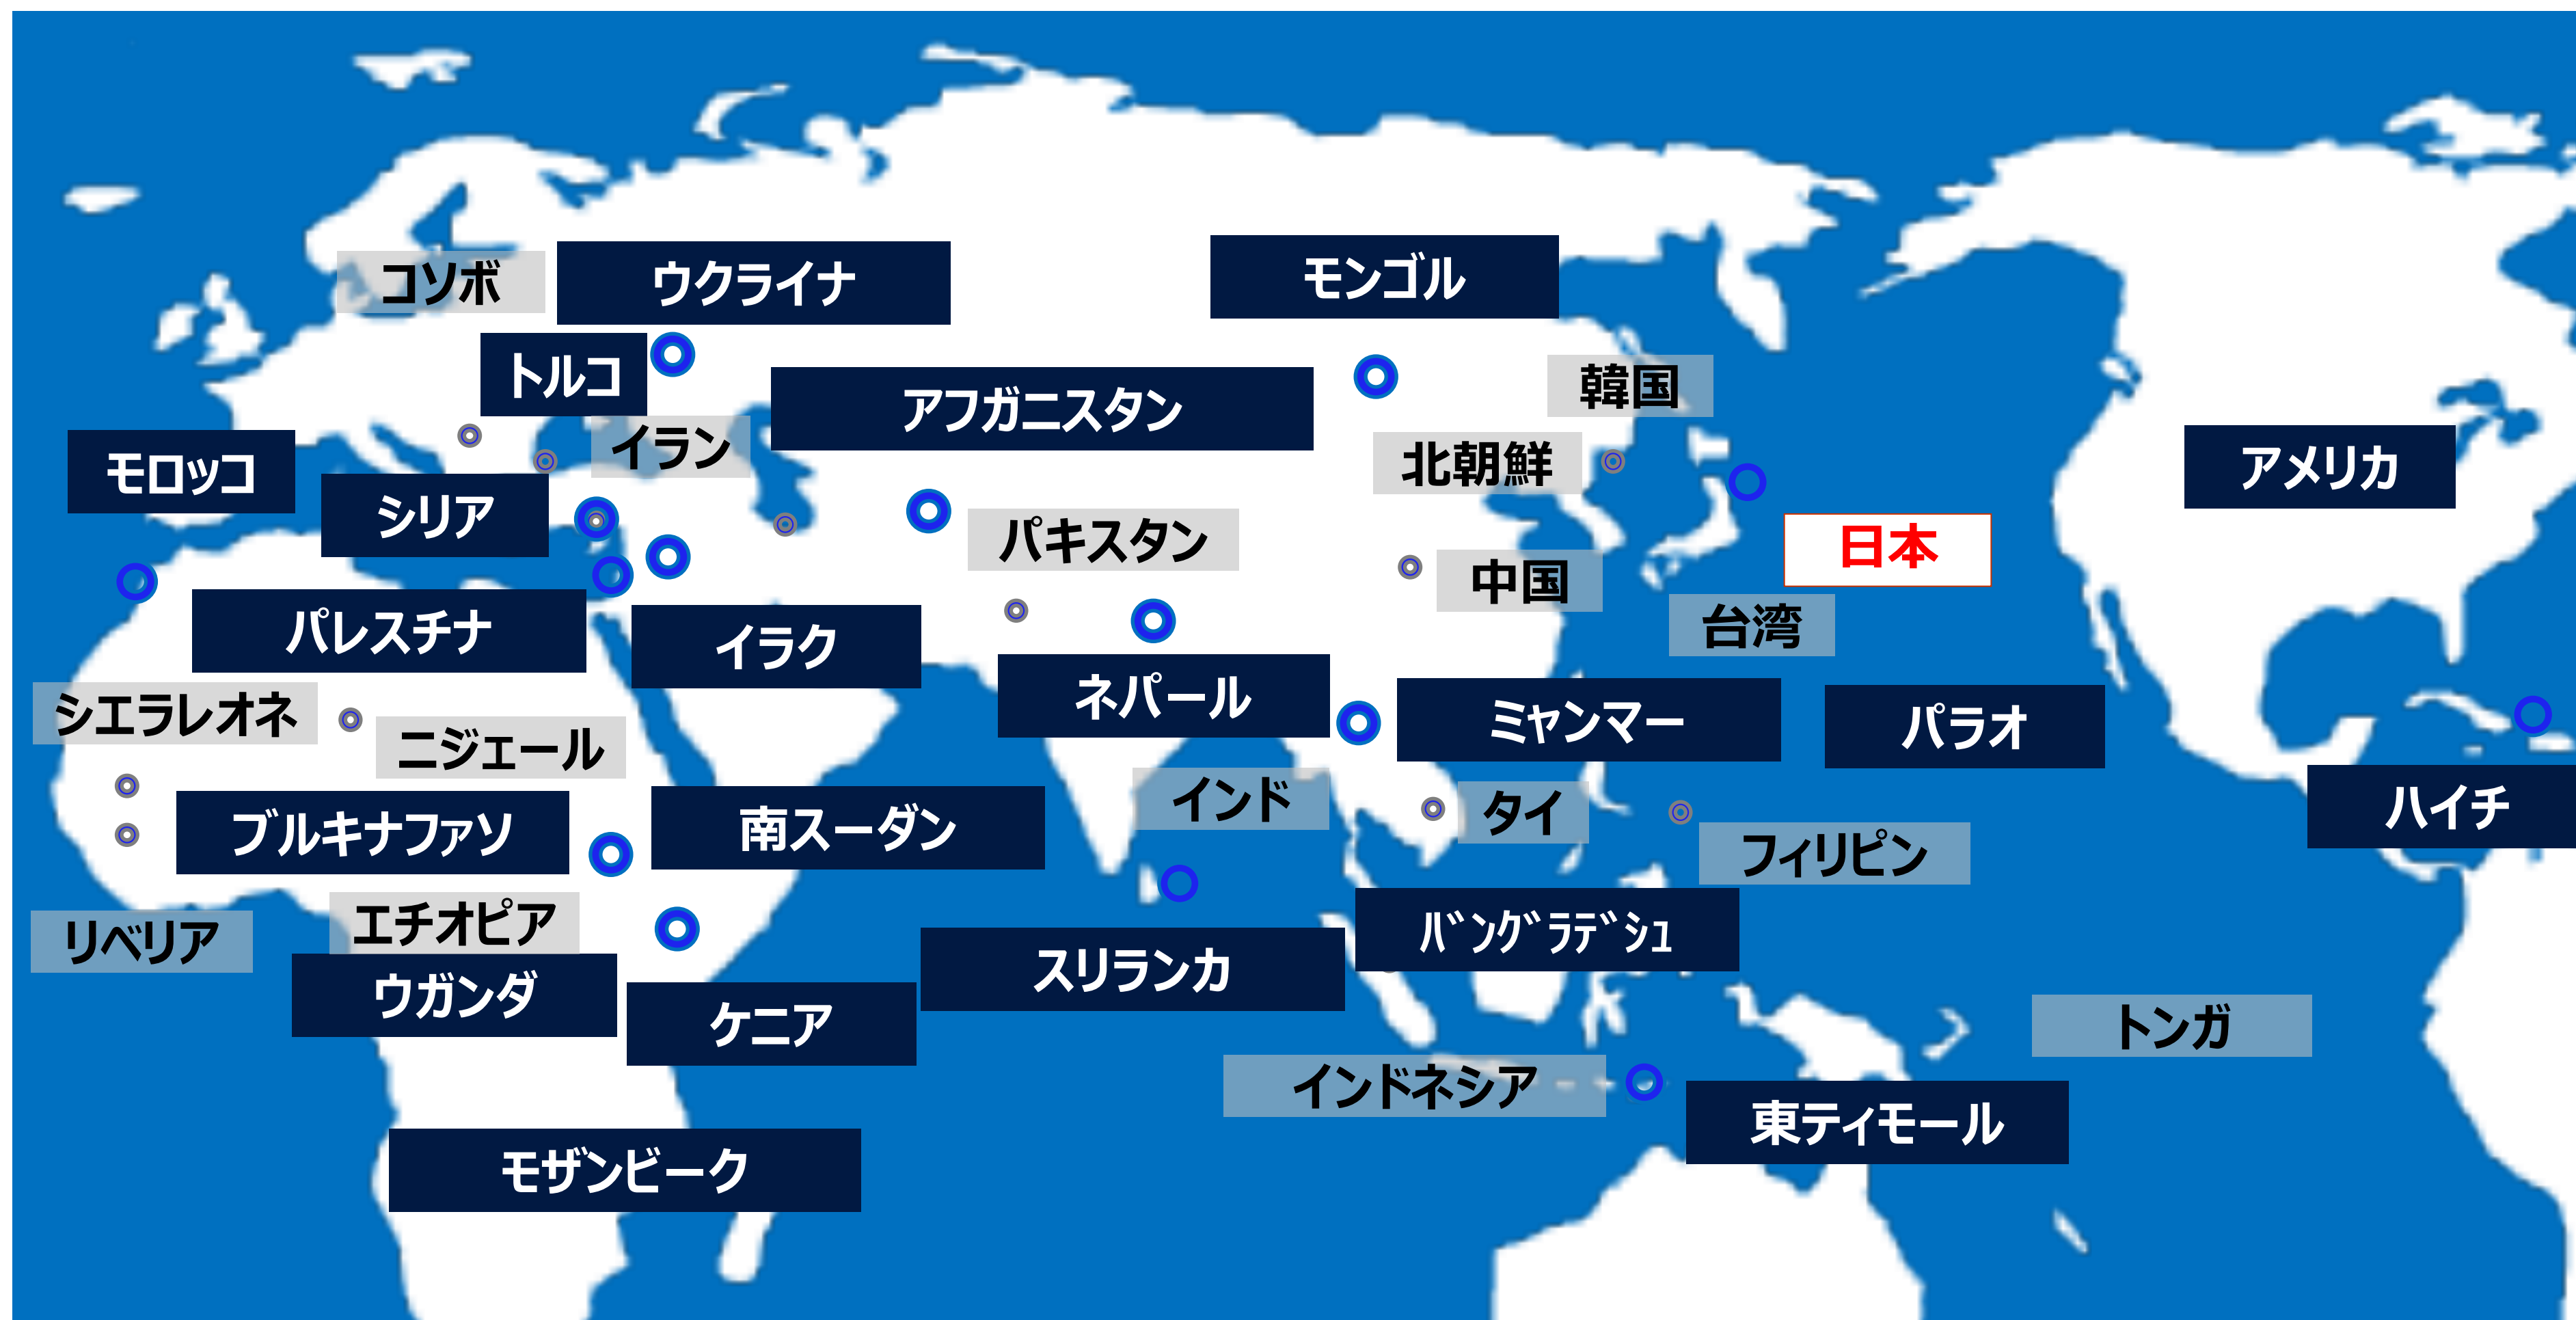 コソボ
ウクライナ
モンゴル
トルコ
アフガニスタン
韓国
イラン
北朝鮮
アメリカ
モロッコ
シリア
パキスタン
日本
中国
台湾
パレスチナ
イラク
ネパール
ミャンマー
パラオ
シエラレオネ
ニジェール
インド
タイ
ハイチ
ブルキナファソ
南スーダン
フィリピン
リベリア
エチオピア
ﾊﾞﾝｸﾞﾗﾃﾞｼｭ
スリランカ
ウガンダ
ケニア
トンガ
インドネシア
東ティモール
モザンビーク